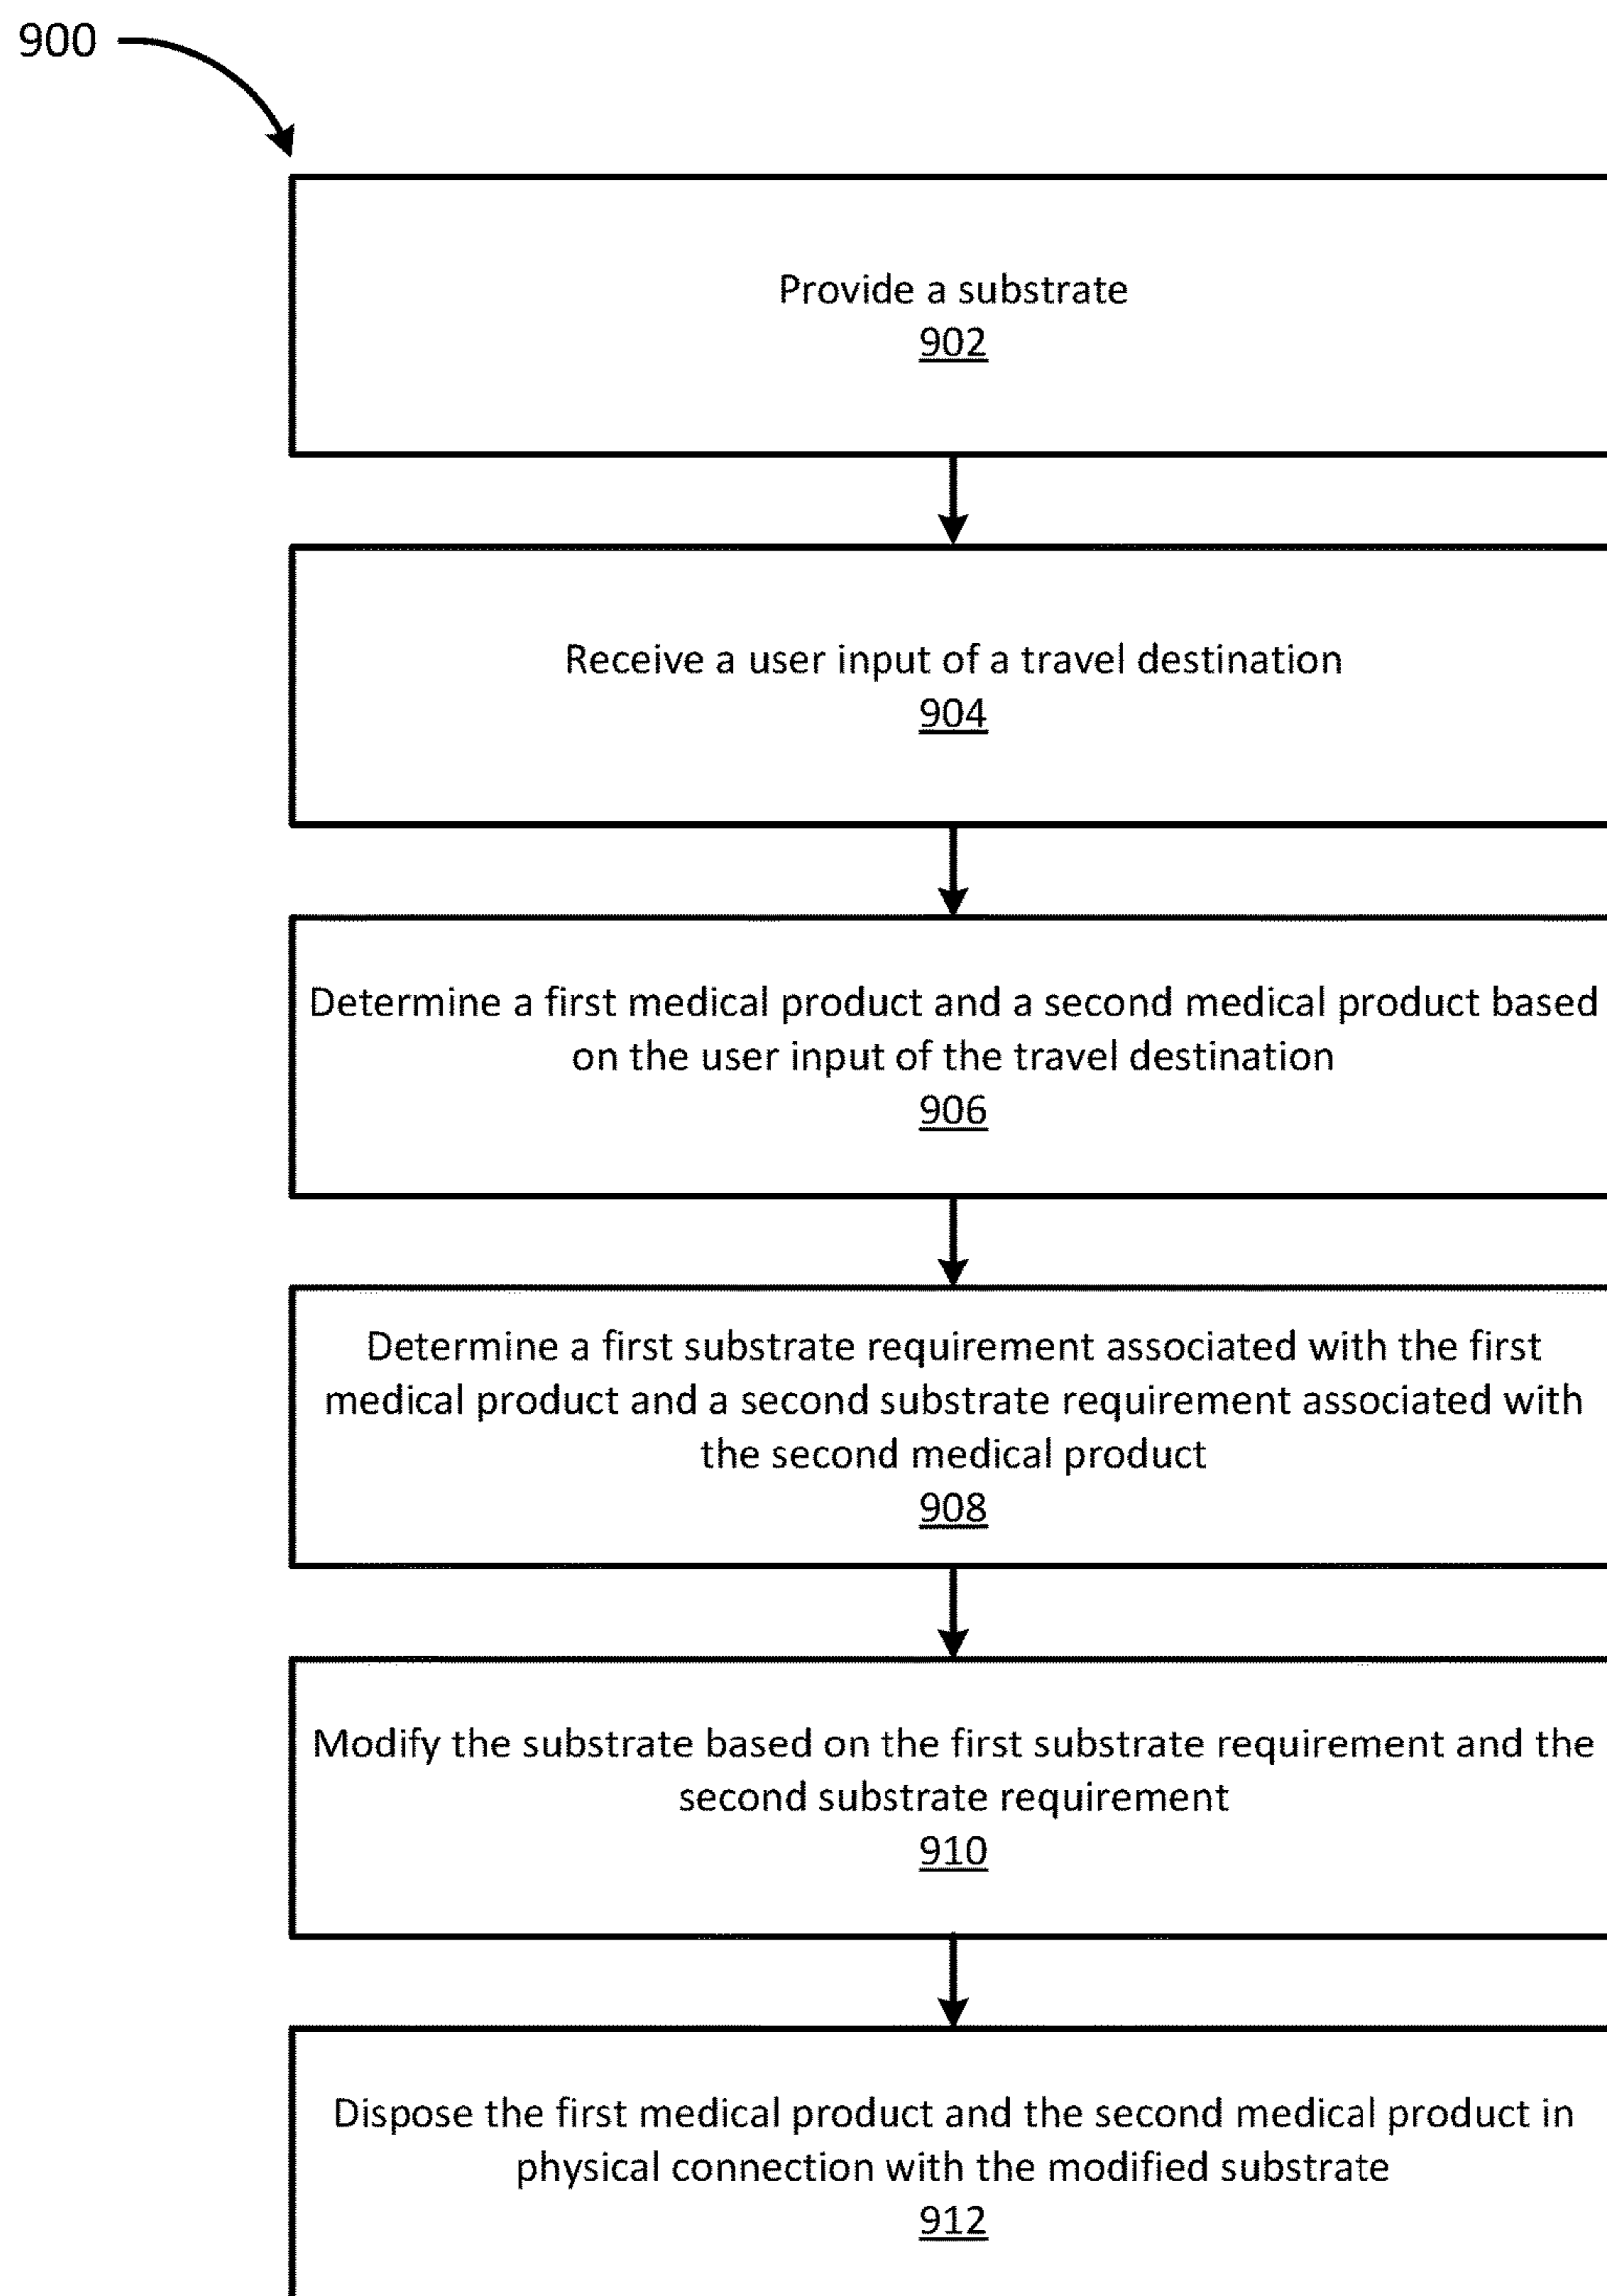 900
Provide a substrate
902
Receive a user input of a travel destination
904
Determine a first medical product and a second medical product based
on the user input of the travel destination
906
Determine a first substrate requirement associated with the first
medical product and a second substrate requirement associated with
the second medical product
908
Modify the substrate based on the first substrate requirement and the
second substrate requirement
910
Dispose the first medical product and the second medical product in
physical connection with the modified substrate
912